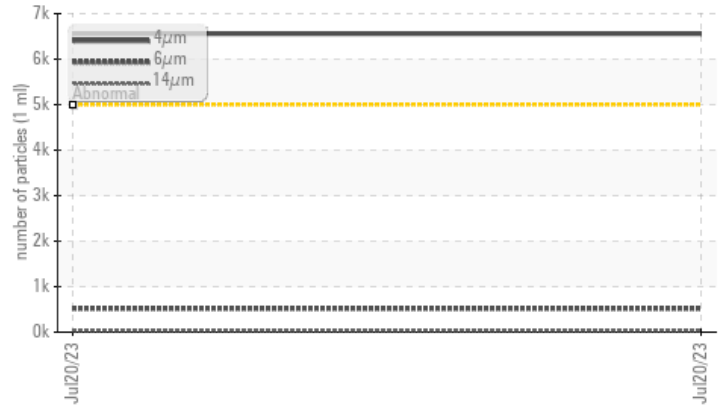 7k
6k
5k
4k
3k
2k
1k
0k
number of particles (1 ml)
4µm
6µm
14µm
Abnormal
Jul20/23
Jul20/23